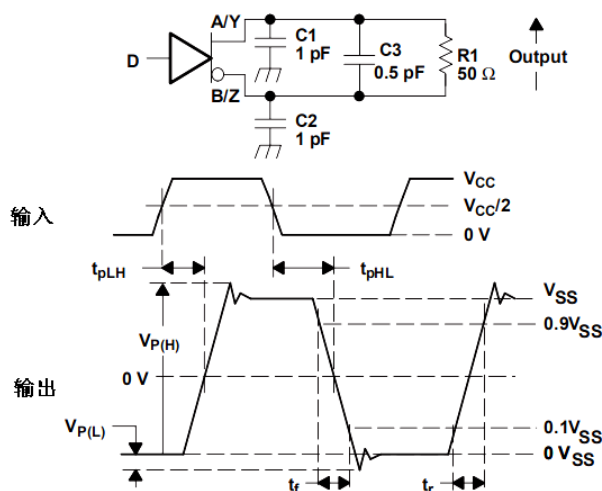 A/Y
D
B/Z
C1
1 pF
C3
0.5 pF
R1
50 Ω
Output
C2
1 pF
输入
VCC
VCC/2
0 V
tpLH
tpHL
VSS
0.9VSS
VP(H)
输出
0 V
VP(L)
0.1VSS
0 VSS
tf
tr